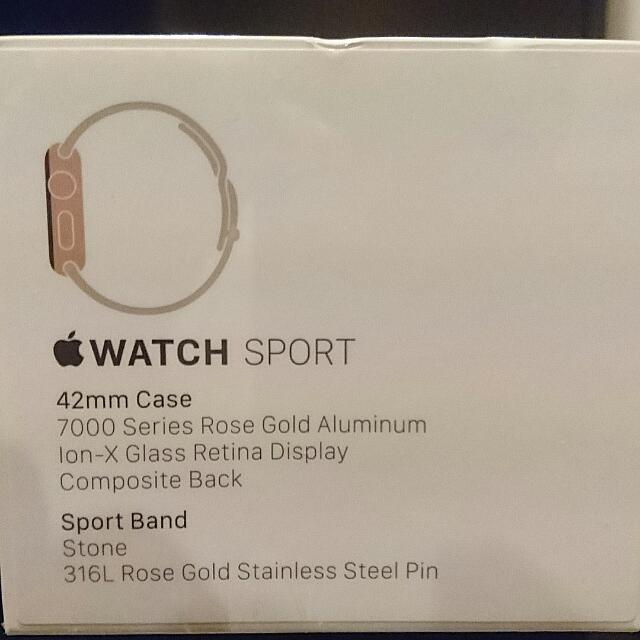 WATCH SPORT
42mm Case
7000 Series Rose Gold Aluminum
Ion-X Glass Retina Display
Composite Back
Sport Band
Stone
316L Rose Gold Stainless Steel Pin